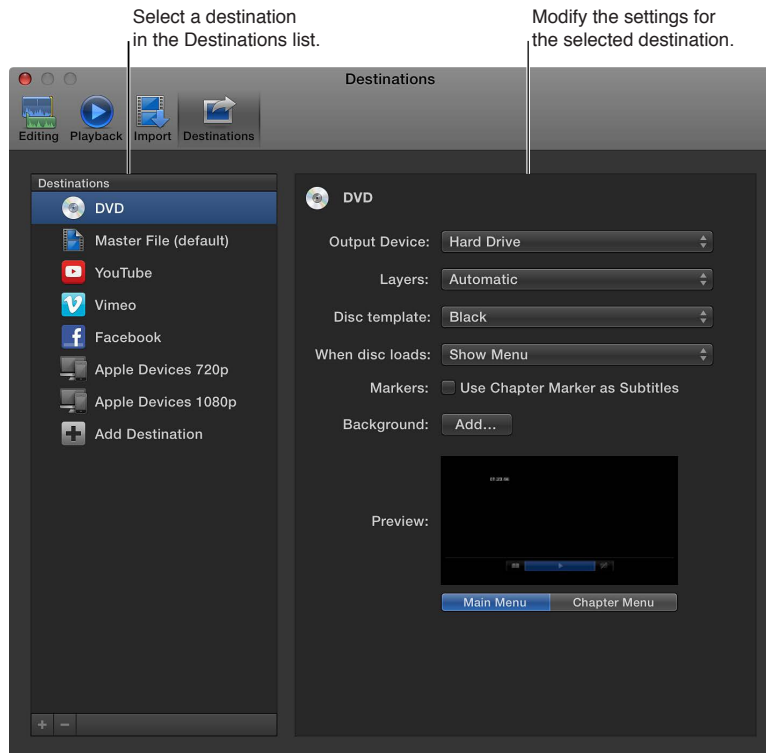 Select a destination
in the Destinations list.
Modify the settings for
the selected destination.
Destinations
Editing
Playback
Import
Destinations
Destinations
DVD
Master File (default)
YouTube
Vimeo
Facebook
Apple Devices 720p
Apple Devices 1080p
Add Destination
DVD
Output Device: Hard Drive
Layers: Automatic
Disc template: Black
When disc loads: Show Menu
Markers: Use Chapter Marker as Subtitles
Background: Add...
Preview:
Main Menu Chapter Menu